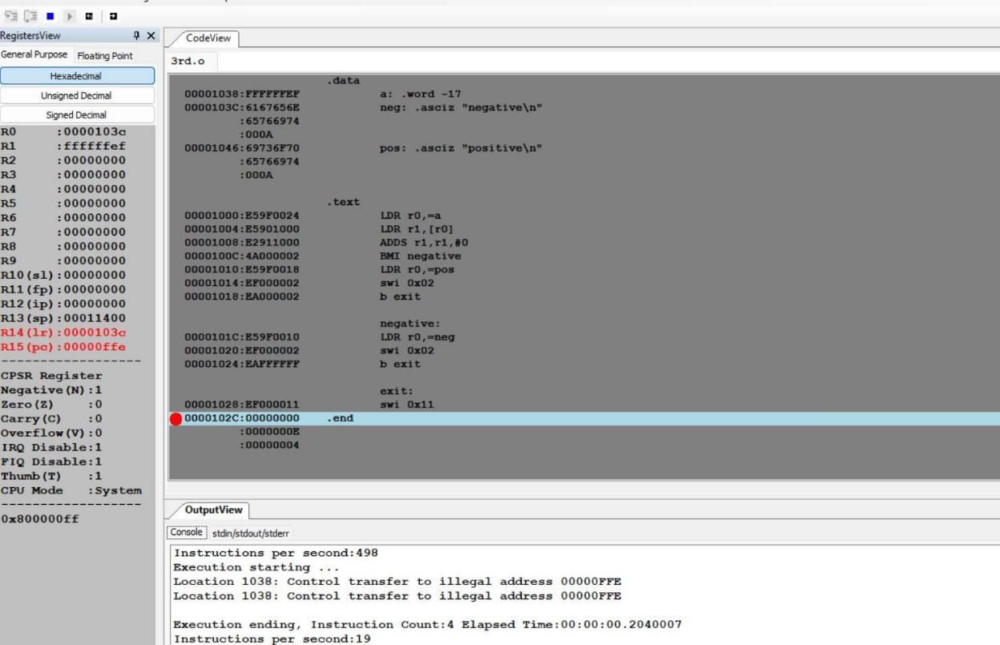 RegistersView
General Purpose Floating Point
Hexadecimal
Unsigned Decimal
Signed Decimal
R0 :0000103c
R1 :ffffffef
R2 :00000000
R3 :00000000
R4 :00000000
R5 :00000000
R6 :00000000
R7 :00000000
R8 :00000000
R9 :00000000
R10(sl):00000000
R11(fp):00000000
R12(ip):00000000
R13(sp):00011400
R14(lr):0000103c
R15(pc):00000ffe
-------------------
CPSR Register
Negative(N):1
Zero(Z) :0
Carry(C) :0
Overflow(V):0
IRQ Disable:1
FIQ Disable:1
Thumb(T) :1
CPU Mode :System
-------------------
0x800000ff
CodeView
3rd.o
.data
00001038:FFFFFFEF a: .word -17
0000103C:6167656E neg: .asciz "negative\n"
:65766974
:000A
00001046:69736F70 pos: .asciz "positive\n"
:65766974
:000A
.text
00001000:E59F0024 LDR r0,=a
00001004:E5901000 LDR r1,[r0]
00001008:E2911000 ADDS r1,r1,#0
0000100C:4A000002 BMI negative
00001010:E59F0018 LDR r0,=pos
00001014:EF000002 swi 0x02
00001018:EA000002 b exit
negative:
0000101C:E59F0010 LDR r0,=neg
00001020:EF000002 swi 0x02
00001024:EAFFFFFF b exit
exit:
00001028:EF000011 swi 0x11
0000102C:00000000 .end
:0000000E
:00000004
OutputView
Console stdin/stdout/stderr
Instructions per second:498
Execution starting ...
Location 1038: Control transfer to illegal address 00000FFE
Location 1038: Control transfer to illegal address 00000FFE
Execution ending, Instruction Count:4 Elapsed Time:00:00:00.2040007
Instructions per second:19